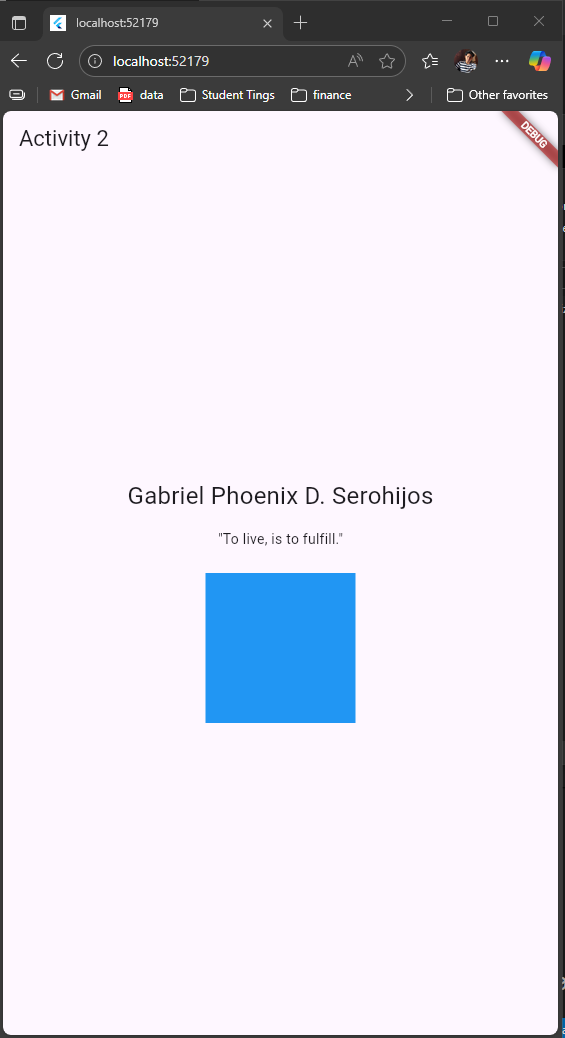 localhost:52179
localhost:52179
Gmail
PDF
data
Student Tings
finance
Other favorites
Activity 2
DEBUG
Gabriel Phoenix D. Serohijos
"To live, is to fulfill."